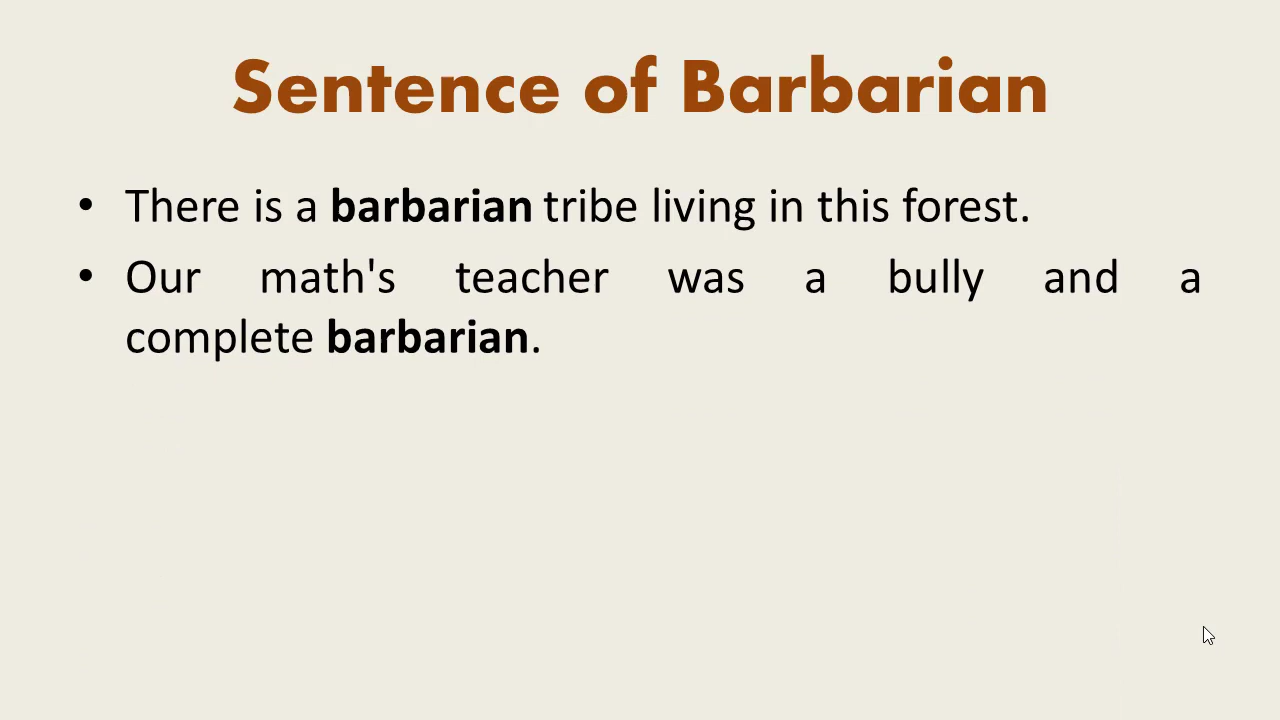 Sentence of Barbarian
• There is a barbarian tribe living in this forest.
• Our math's teacher was a bully and a
complete barbarian.